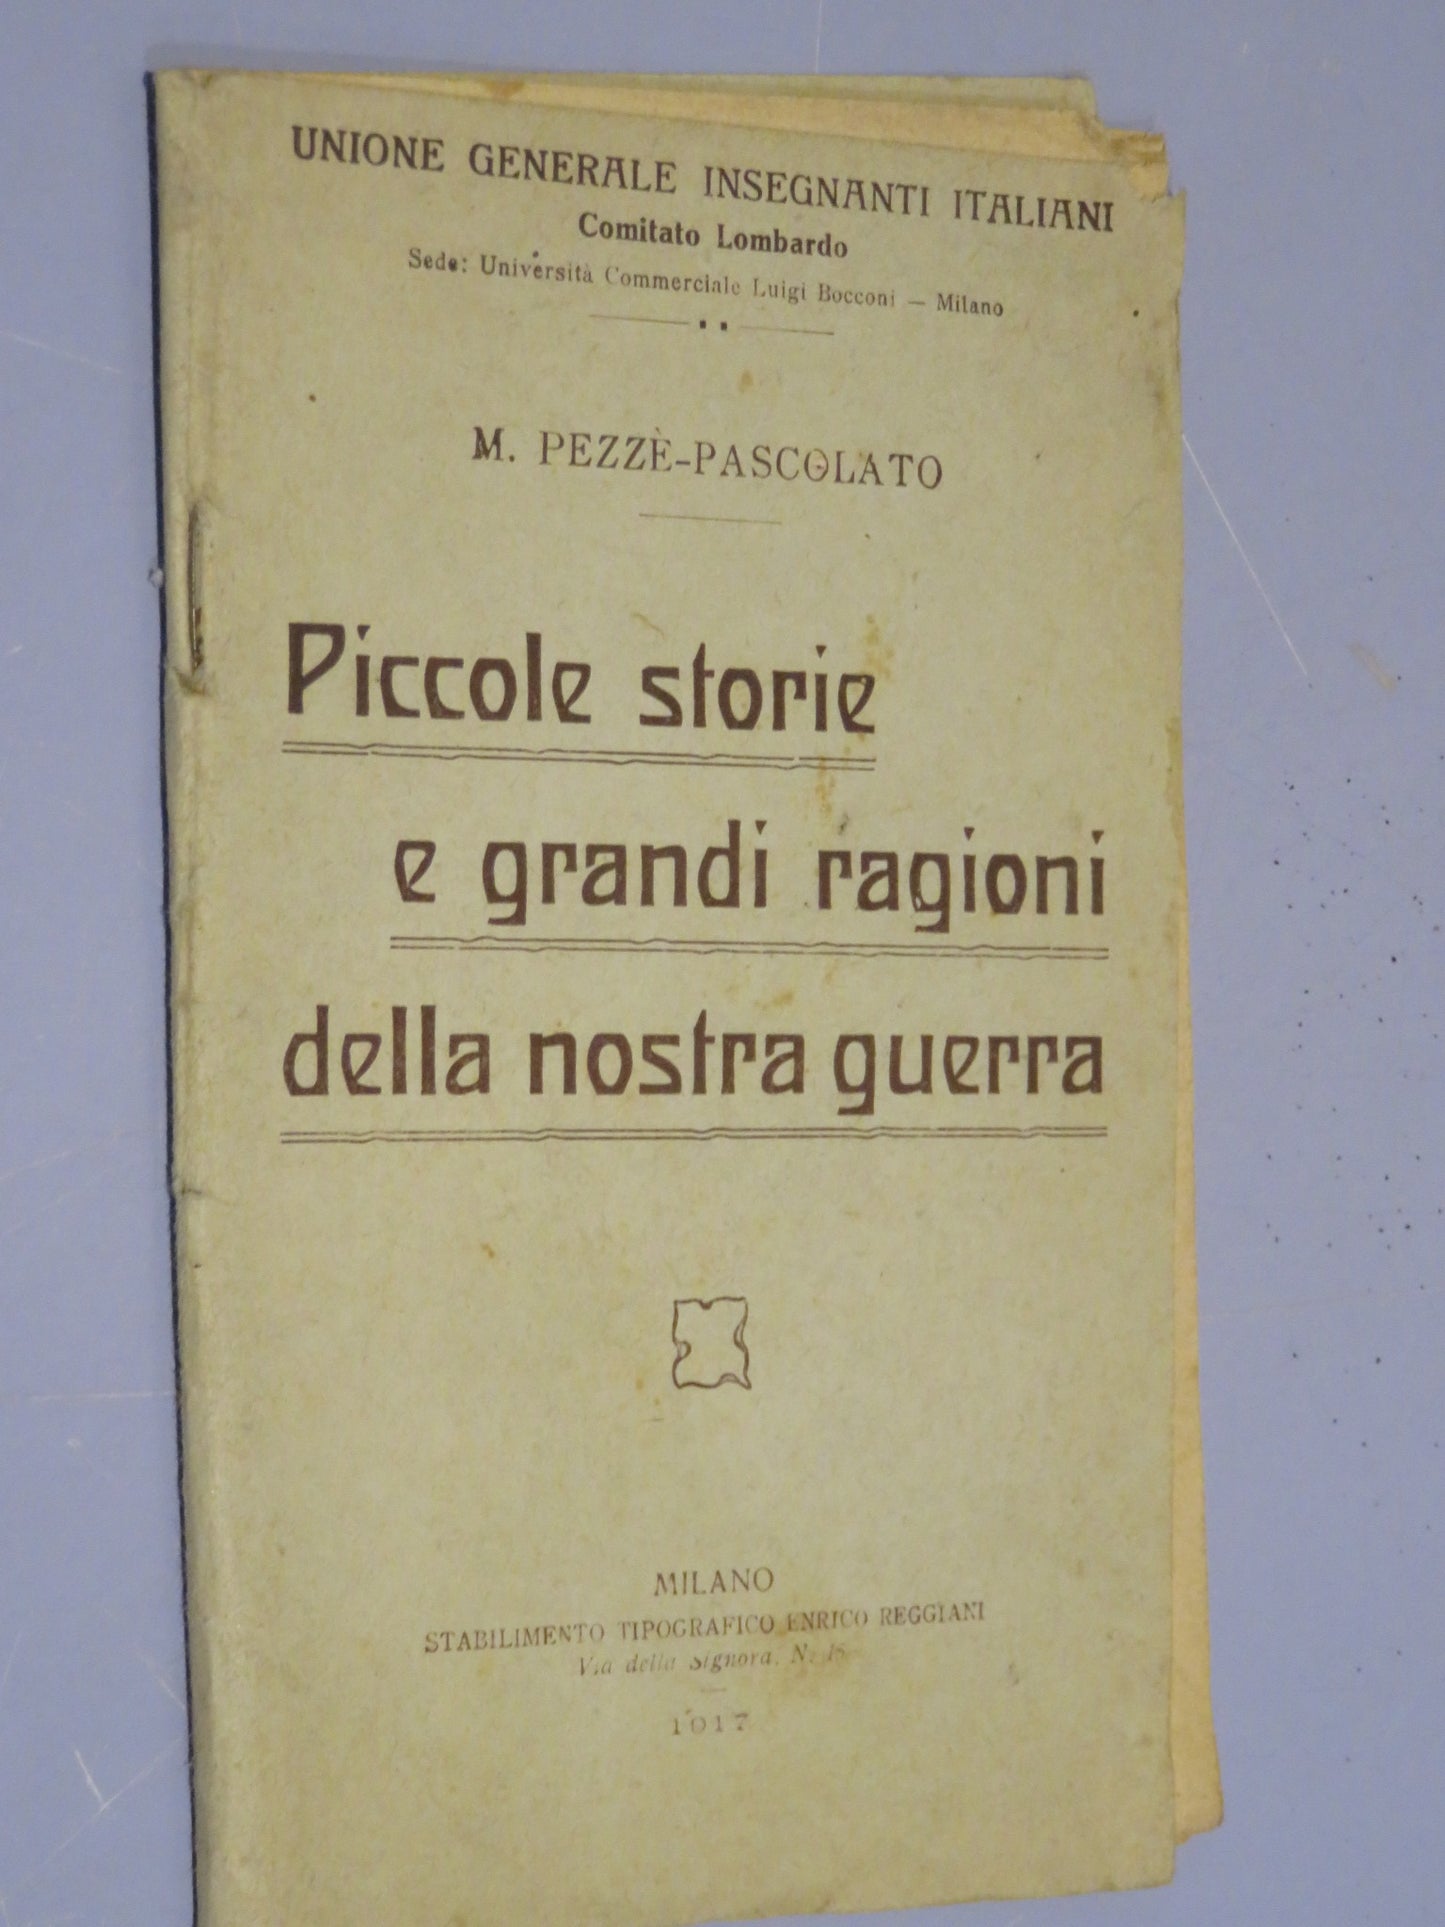 UNIONE GENERALE INSEGNANTI ITALIANI
Comitato Lombardo
Sede: Università Commerciale Luigi Bocconi — Milano
M. PEZZÈ-PASCOLATO
Piccole storie
e grandi ragioni
della nostra guerra
MILANO
STABILIMENTO TIPOGRAFICO ENRICO REGGIANI
Via della Signora, N.
1917